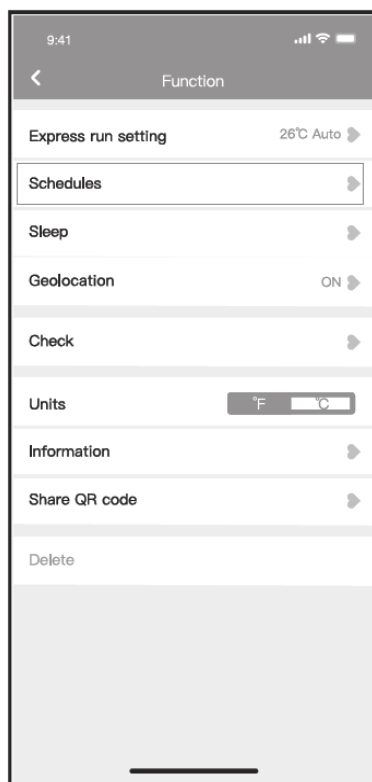 9:41
Function
Express run setting 26°C Auto
Schedules
Sleep
Geolocation ON
Check
Units °F °C
Information
Share QR code
Delete